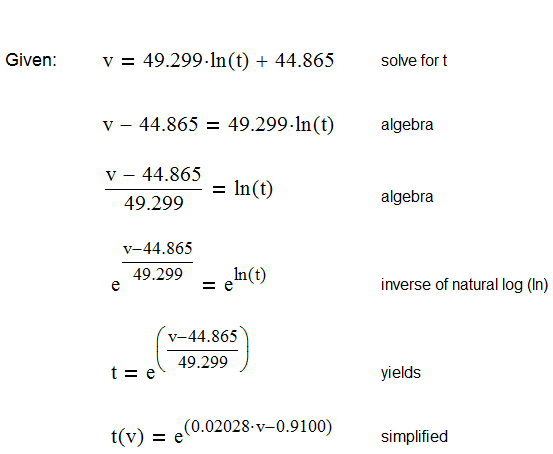 Given: v = 49.299·ln(t) + 44.865 solve for t
v − 44.865 = 49.299·ln(t) algebra
(v − 44.865)/49.299 = ln(t) algebra
e^((v−44.865)/49.299) = e^(ln(t)) inverse of natural log (ln)
t = e^((v−44.865)/49.299) yields
t(v) = e^(0.02028·v−0.9100) simplified